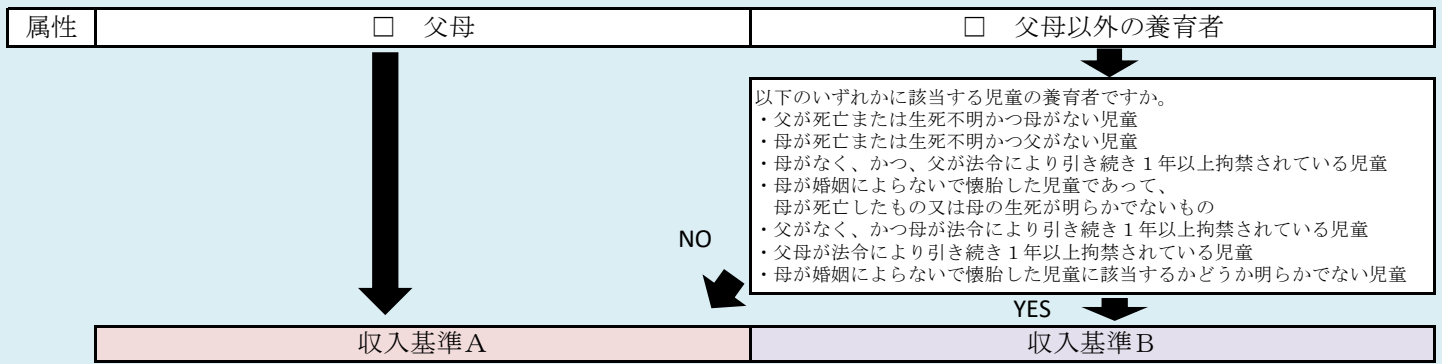 属性
□ 父母
□ 父母以外の養育者
以下のいずれかに該当する児童の養育者ですか。
・父が死亡または生死不明かつ母がない児童
・母が死亡または生死不明かつ父がない児童
・母がなく、かつ、父が法令により引き続き１年以上拘禁されている児童
・母が婚姻によらないで懐胎した児童であって、
母が死亡したもの又は母の生死が明らかでないもの
・父がなく、かつ母が法令により引き続き１年以上拘禁されている児童
・父母が法令により引き続き１年以上拘禁されている児童
・母が婚姻によらないで懐胎した児童に該当するかどうか明らかでない児童
NO
YES
収入基準Ａ
収入基準Ｂ